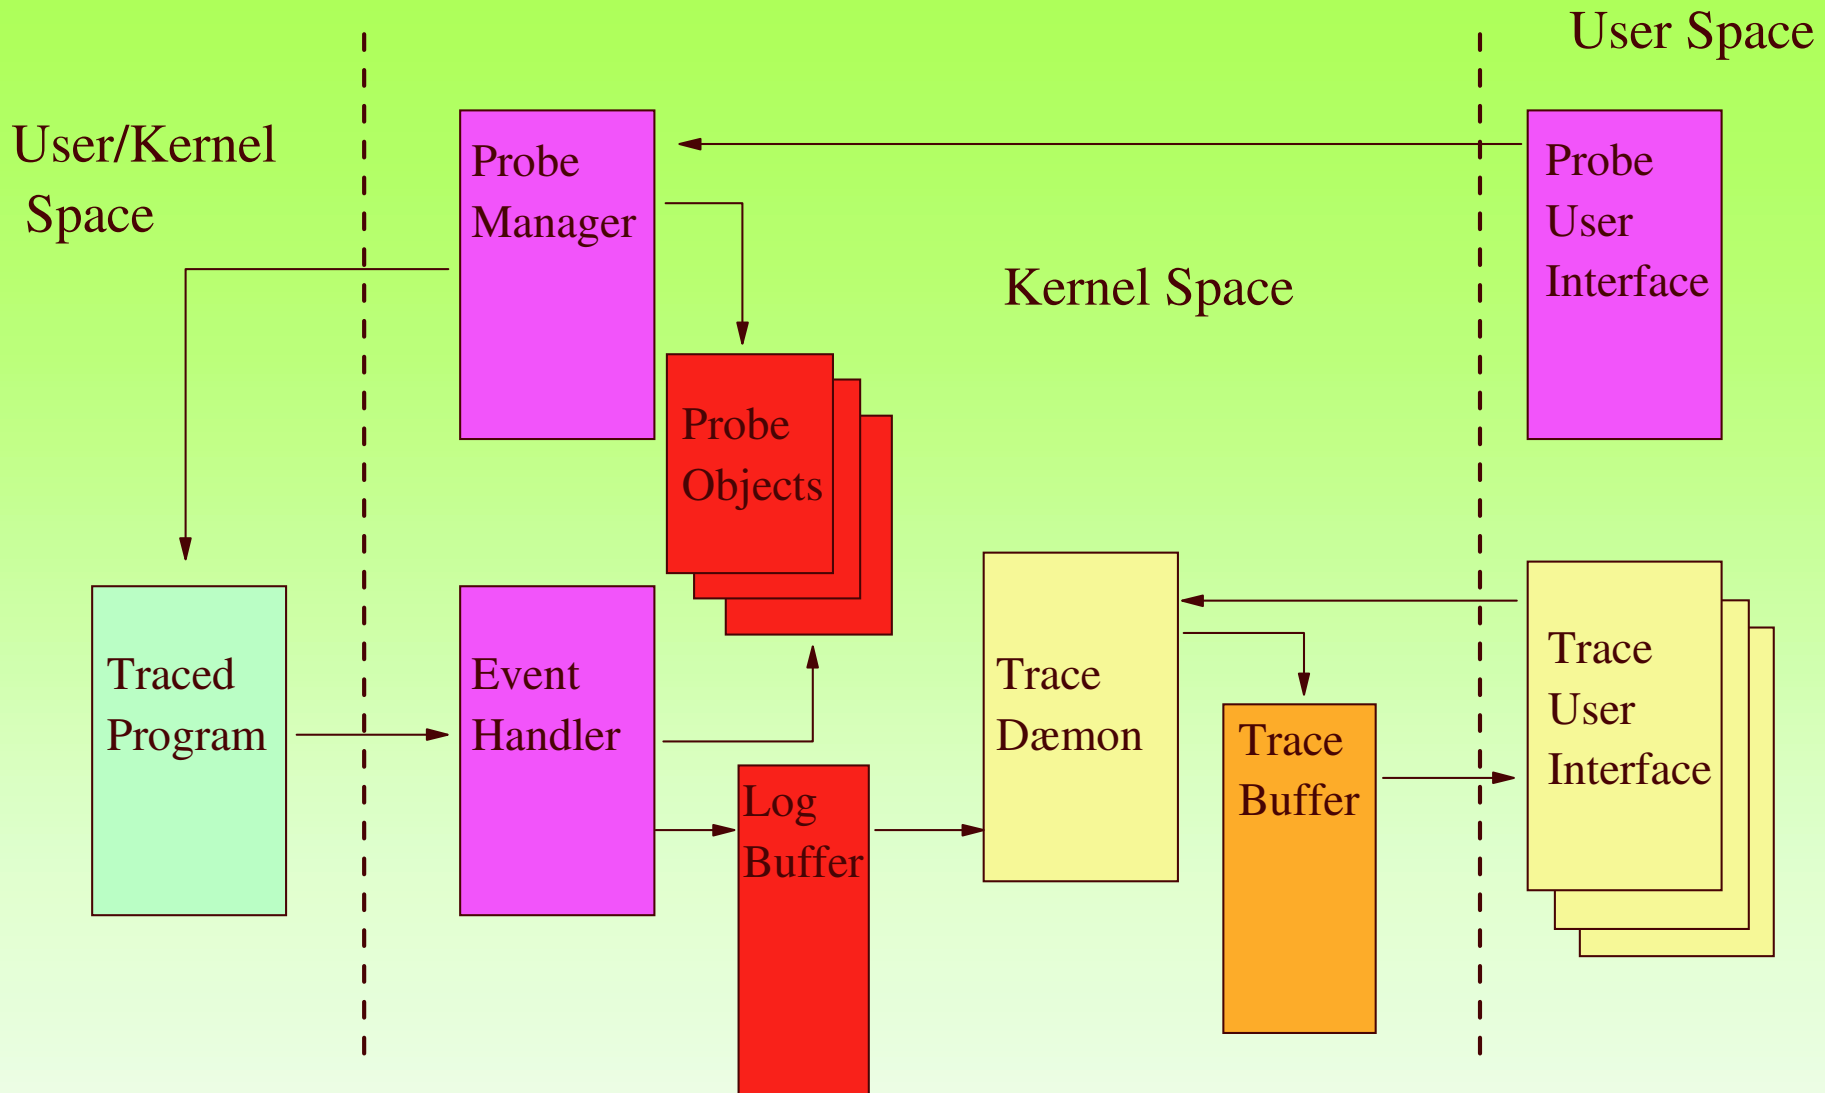 User Space
User/Kernel
Space
Probe
Manager
Probe
User
Interface
Kernel Space
Probe
Objects
Traced
Program
Event
Handler
Log
Buffer
Trace
Dæmon
Trace
Buffer
Trace
User
Interface